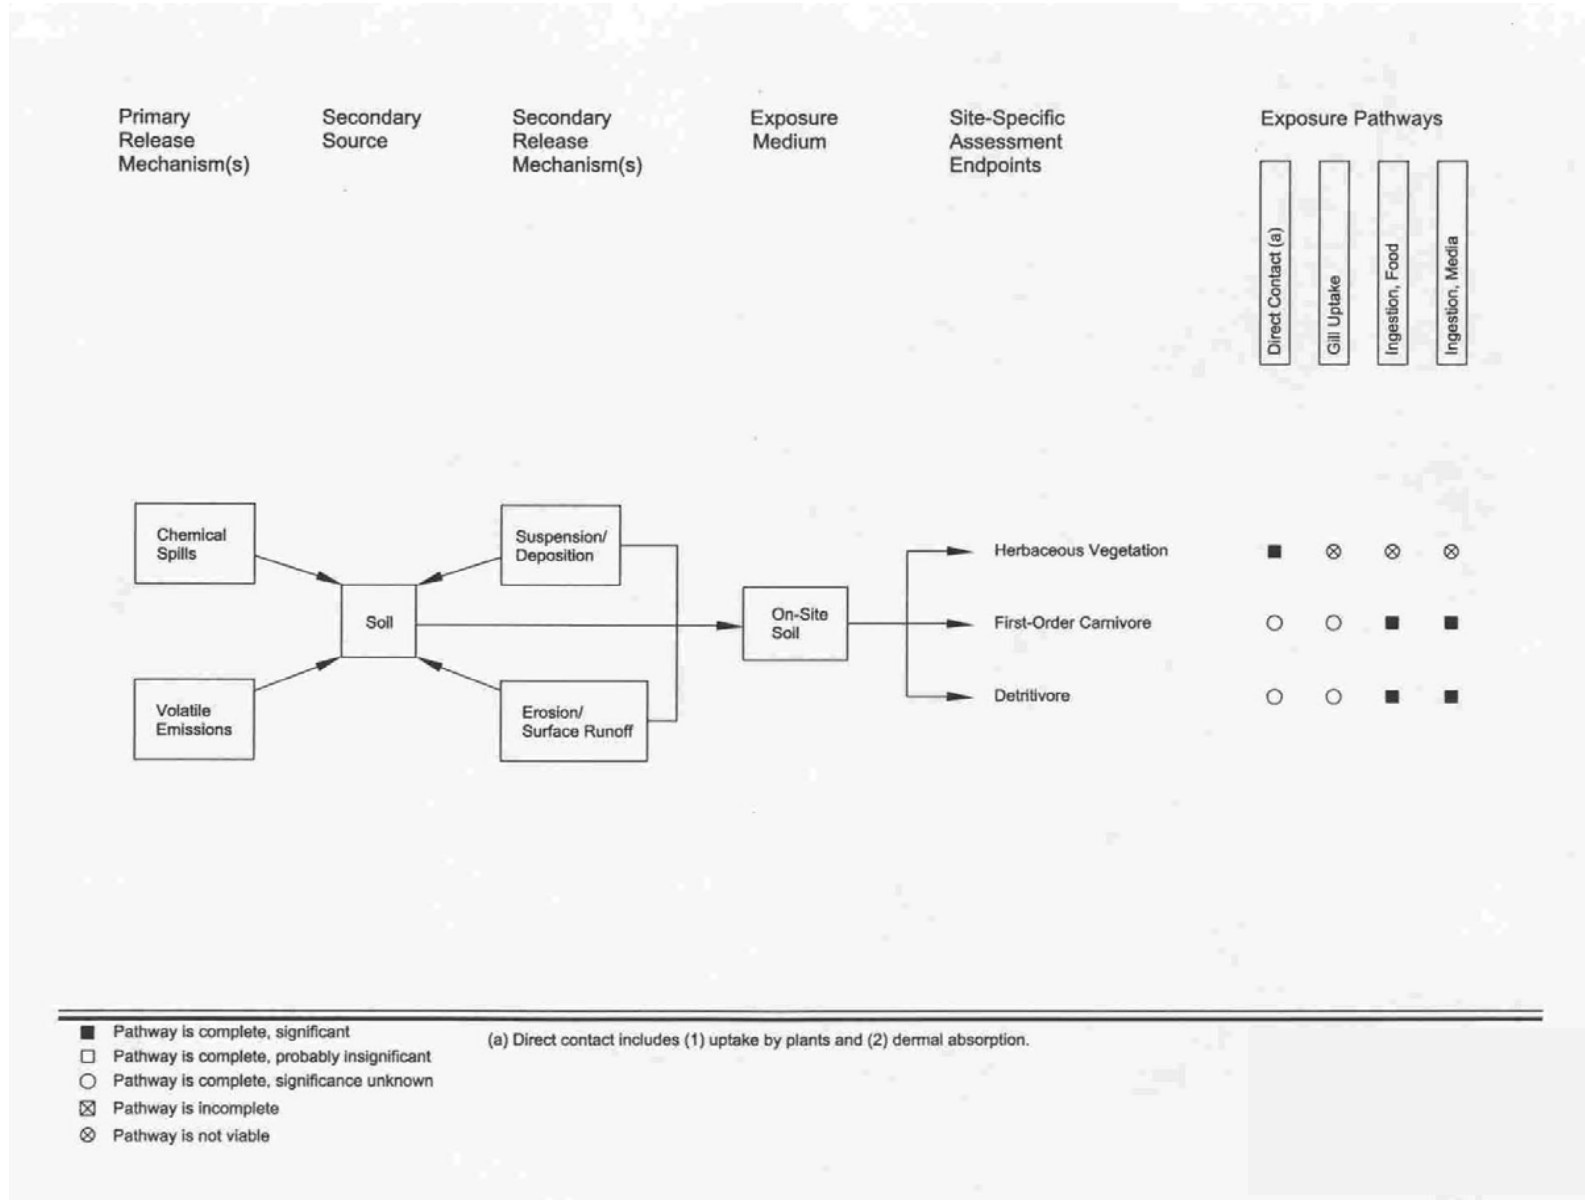 Primary
Release
Mechanism(s)
Secondary
Source
Secondary
Release
Mechanism(s)
Exposure
Medium
Site-Specific
Assessment
Endpoints
Exposure Pathways
Direct Contact (a)
Gill Uptake
Ingestion, Food
Ingestion, Media
Chemical
Spills
Volatile
Emissions
Soil
Suspension/
Deposition
Erosion/
Surface Runoff
On-Site
Soil
Herbaceous Vegetation
First-Order Carnivore
Detritivore
Pathway is complete, significant
Pathway is complete, probably insignificant
Pathway is complete, significance unknown
Pathway is incomplete
Pathway is not viable
(a) Direct contact includes (1) uptake by plants and (2) dermal absorption.